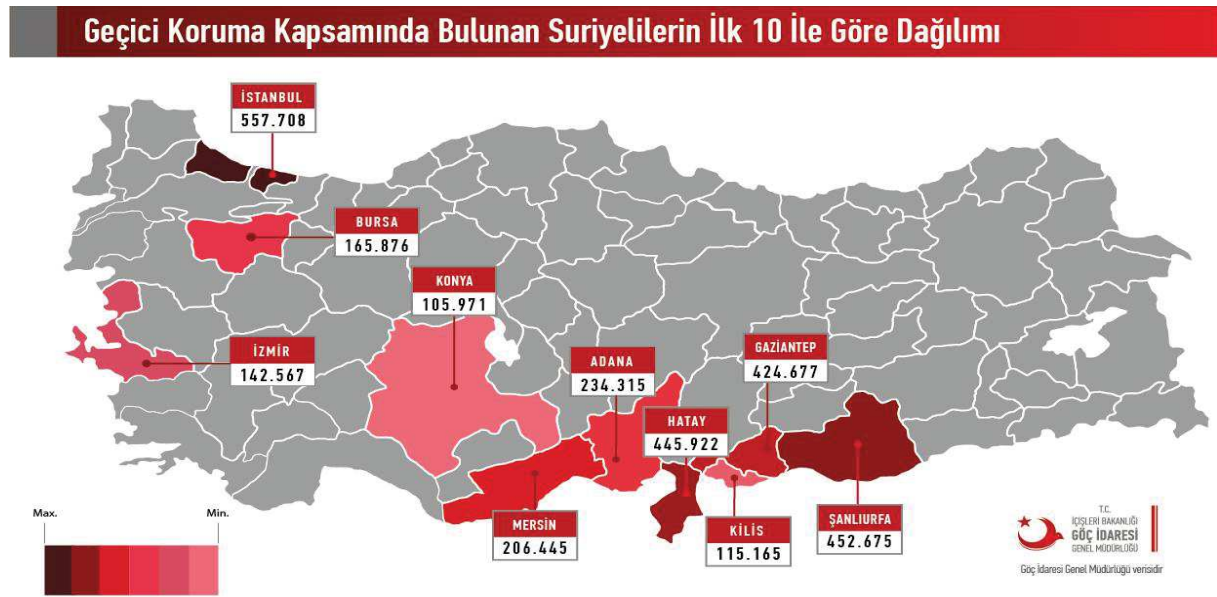 Geçici Koruma Kapsamında Bulunan Suriyelilerin İlk 10 İle Göre Dağılımı
İSTANBUL
557.708
BURSA
165.876
KONYA
105.971
İZMİR
142.567
ADANA
234.315
GAZİANTEP
424.677
HATAY
445.922
MERSİN
206.445
KİLİS
115.165
ŞANLIURFA
452.675
Max.
Min.
T.C.
İÇİŞLERİ BAKANLIĞI
GÖÇ İDARESİ
GENEL MÜDÜRLÜĞÜ
Göç İdaresi Genel Müdürlüğü verisidir